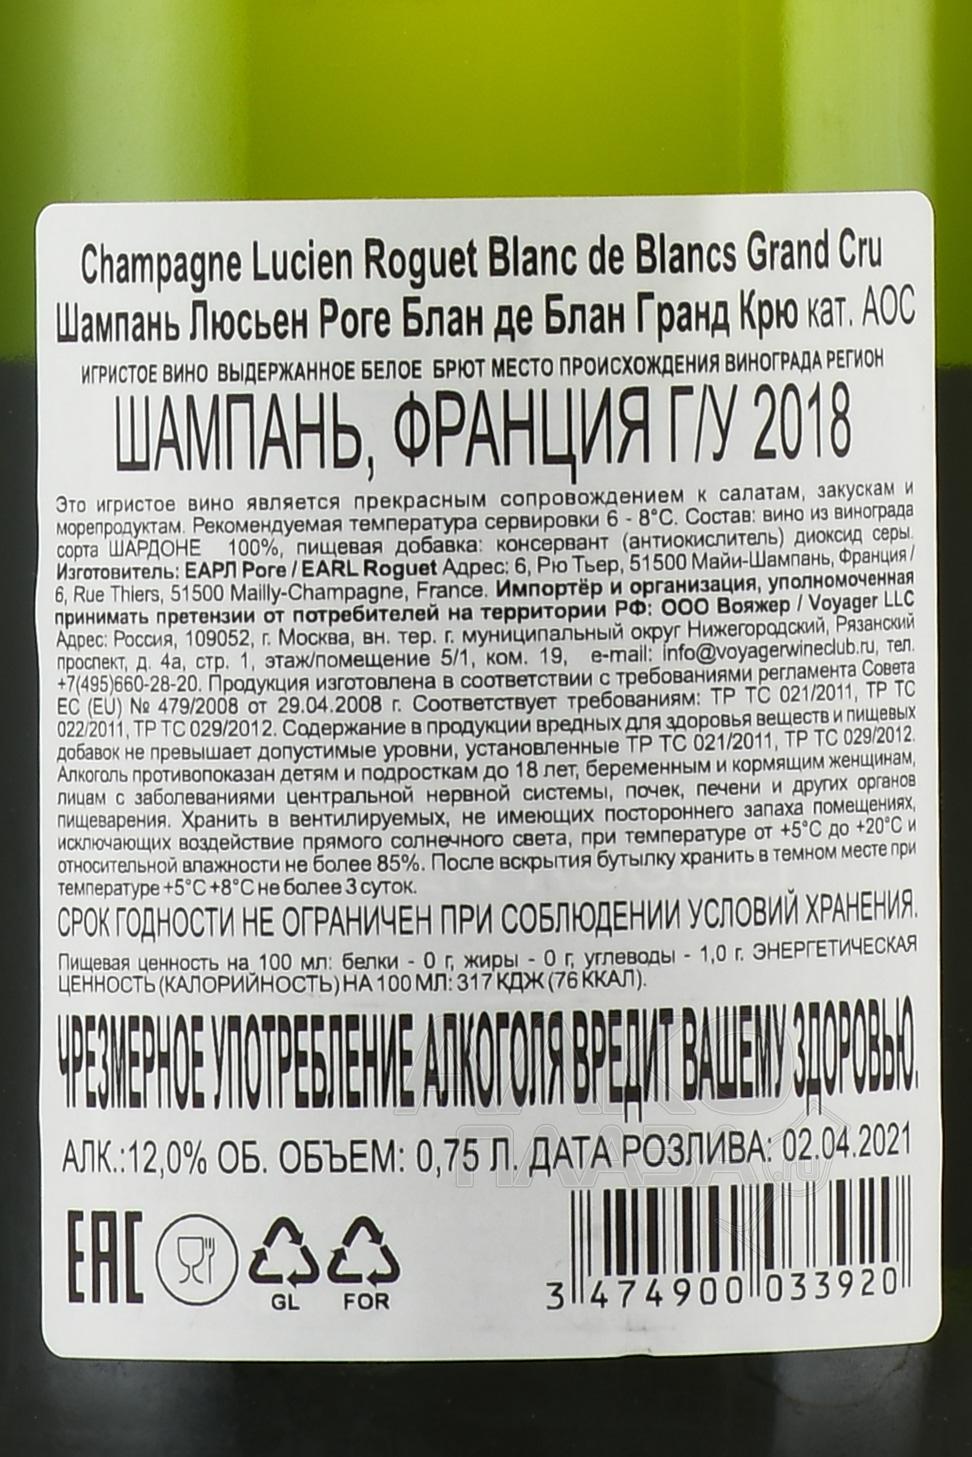 Champagne Lucien Roguet Blanc de Blancs Grand Cru
Шампань Люсьен Роге Блан де Блан Гранд Крю кат. АОС
ИГРИСТОЕ ВИНО ВЫДЕРЖАННОЕ БЕЛОЕ БРЮТ МЕСТО ПРОИСХОЖДЕНИЯ ВИНОГРАДА РЕГИОН
ШАМПАНЬ, ФРАНЦИЯ Г/У 2018
Это игристое вино является прекрасным сопровождением к салатам, закускам и
морепродуктам. Рекомендуемая температура сервировки 6 - 8°С. Состав: вино из винограда
сорта ШАРДОНЕ 100%, пищевая добавка: консервант (антиокислитель) диоксид серы.
Изготовитель: ЕАРЛ Роге / EARL Roguet Адрес: 6, Рю Тьер, 51500 Майи-Шампань, Франция /
6, Rue Thiers, 51500 Mailly-Champagne, France. Импортёр и организация, уполномоченная
принимать претензии от потребителей на территории РФ: ООО Вояжер / Voyager LLC
Адрес: Россия, 109052, г. Москва, вн. тер. г. муниципальный округ Нижегородский, Рязанский
проспект, д. 4а, стр. 1, этаж/помещение 5/1, ком. 19, e-mail: info@voyagerwineclub.ru, тел.
+7(495)660-28-20. Продукция изготовлена в соответствии с требованиями регламента Совета
ЕС (EU) № 479/2008 от 29.04.2008 г. Соответствует требованиям: ТР ТС 021/2011, ТР ТС
022/2011, ТР ТС 029/2012. Содержание в продукции вредных для здоровья веществ и пищевых
добавок не превышает допустимые уровни, установленные ТР ТС 021/2011, ТР ТС 029/2012.
Алкоголь противопоказан детям и подросткам до 18 лет, беременным и кормящим женщинам,
лицам с заболеваниями центральной нервной системы, почек, печени и других органов
пищеварения. Хранить в вентилируемых, не имеющих постороннего запаха помещениях,
исключающих воздействие прямого солнечного света, при температуре от +5°С до +20°С и
относительной влажности не более 85%. После вскрытия бутылку хранить в темном месте при
температуре +5°С +8°С не более 3 суток.
СРОК ГОДНОСТИ НЕ ОГРАНИЧЕН ПРИ СОБЛЮДЕНИИ УСЛОВИЙ ХРАНЕНИЯ.
Пищевая ценность на 100 мл: белки - 0 г, жиры - 0 г, углеводы - 1,0 г. ЭНЕРГЕТИЧЕСКАЯ
ЦЕННОСТЬ (КАЛОРИЙНОСТЬ) НА 100 МЛ: 317 КДЖ (76 ККАЛ).
ЧРЕЗМЕРНОЕ УПОТРЕБЛЕНИЕ АЛКОГОЛЯ ВРЕДИТ ВАШЕМУ ЗДОРОВЬЮ.
АЛК.:12,0% ОБ. ОБЪЕМ: 0,75 Л. ДАТА РОЗЛИВА: 02.04.2021
ЕАС
GL FOR
3 474900 033920